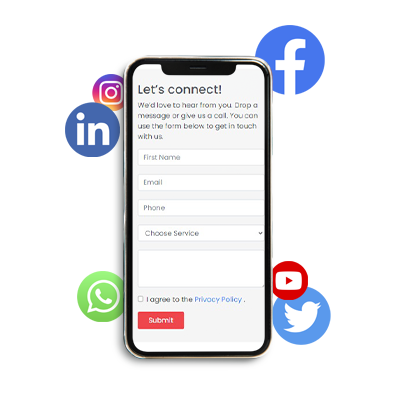 Let's connect!
We'd love to hear from you. Drop a
message or give us a call. You can
use the form below to get in touch
with us.
First Name
Email
Phone
Choose Service
I agree to the Privacy Policy .
Submit
in